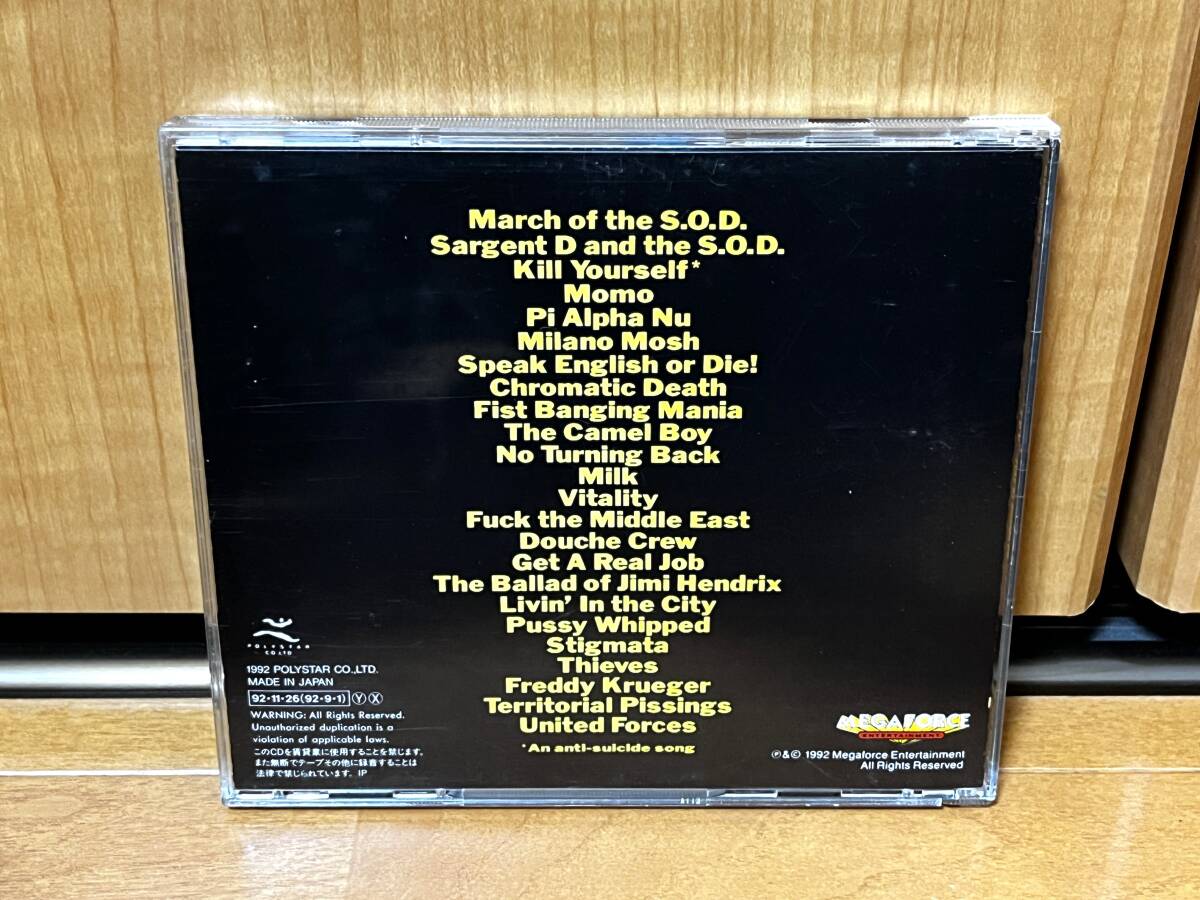 March of the S.O.D.
Sargent D and the S.O.D.
Kill Yourself*
Momo
Pi Alpha Nu
Milano Mosh
Speak English or Die!
Chromatic Death
Fist Banging Mania
The Camel Boy
No Turning Back
Milk
Vitality
Fuck the Middle East
Douche Crew
Get A Real Job
The Ballad of Jimi Hendrix
Livin' In the City
Pussy Whipped
Stigmata
Thieves
Freddy Krueger
Territorial Pissings
United Forces
*An anti-suicide song
POLYSTAR
CO.LTD
1992 POLYSTAR CO.,LTD.
MADE IN JAPAN
92・11・26(92・9・1) Ⓨ Ⓧ
WARNING: All Rights Reserved.
Unauthorized duplication is a
violation of applicable laws.
このCDを賃貸業に使用することを禁じます。
また無断でテープその他に録音することは
法律で禁じられています。IP
MEGAFORCE
ENTERTAINMENT
℗&© 1992 Megaforce Entertainment
All Rights Reserved